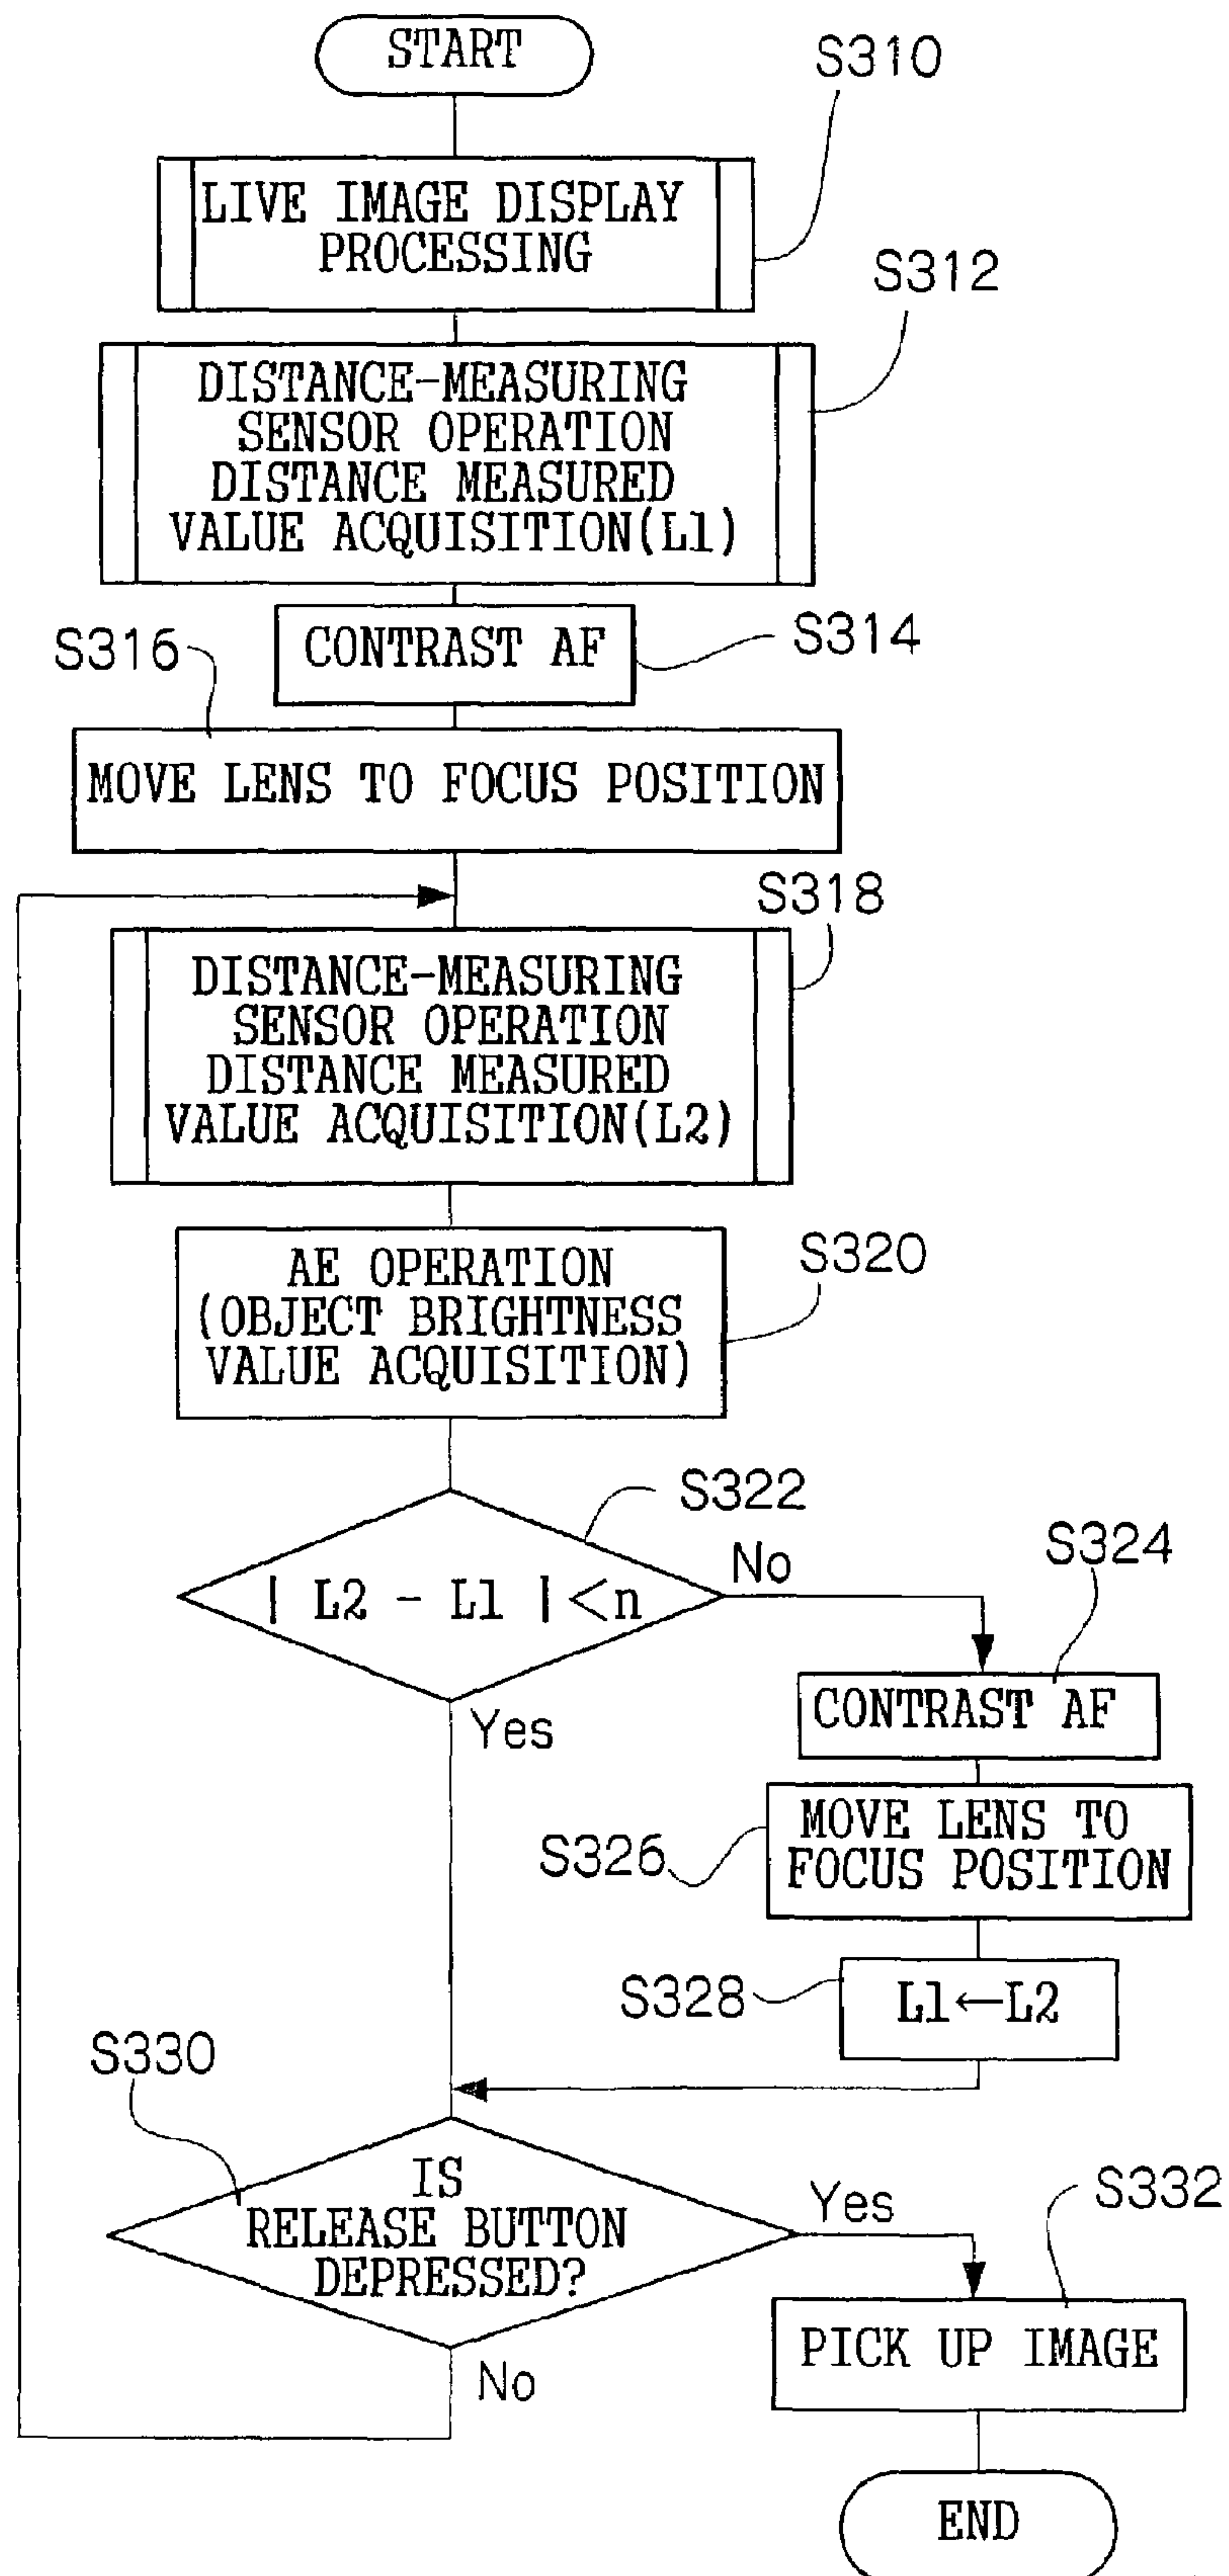 START
S310
LIVE IMAGE DISPLAY
PROCESSING
S312
DISTANCE-MEASURING
SENSOR OPERATION
DISTANCE MEASURED
VALUE ACQUISITION(L1)
S314
CONTRAST AF
S316
MOVE LENS TO FOCUS POSITION
S318
DISTANCE-MEASURING
SENSOR OPERATION
DISTANCE MEASURED
VALUE ACQUISITION(L2)
S320
AE OPERATION
(OBJECT BRIGHTNESS
VALUE ACQUISITION)
S322
| L2 - L1 | <n
No
Yes
S324
CONTRAST AF
S326
MOVE LENS TO
FOCUS POSITION
S328
L1←L2
S330
IS
RELEASE BUTTON
DEPRESSED?
Yes
No
S332
PICK UP IMAGE
END